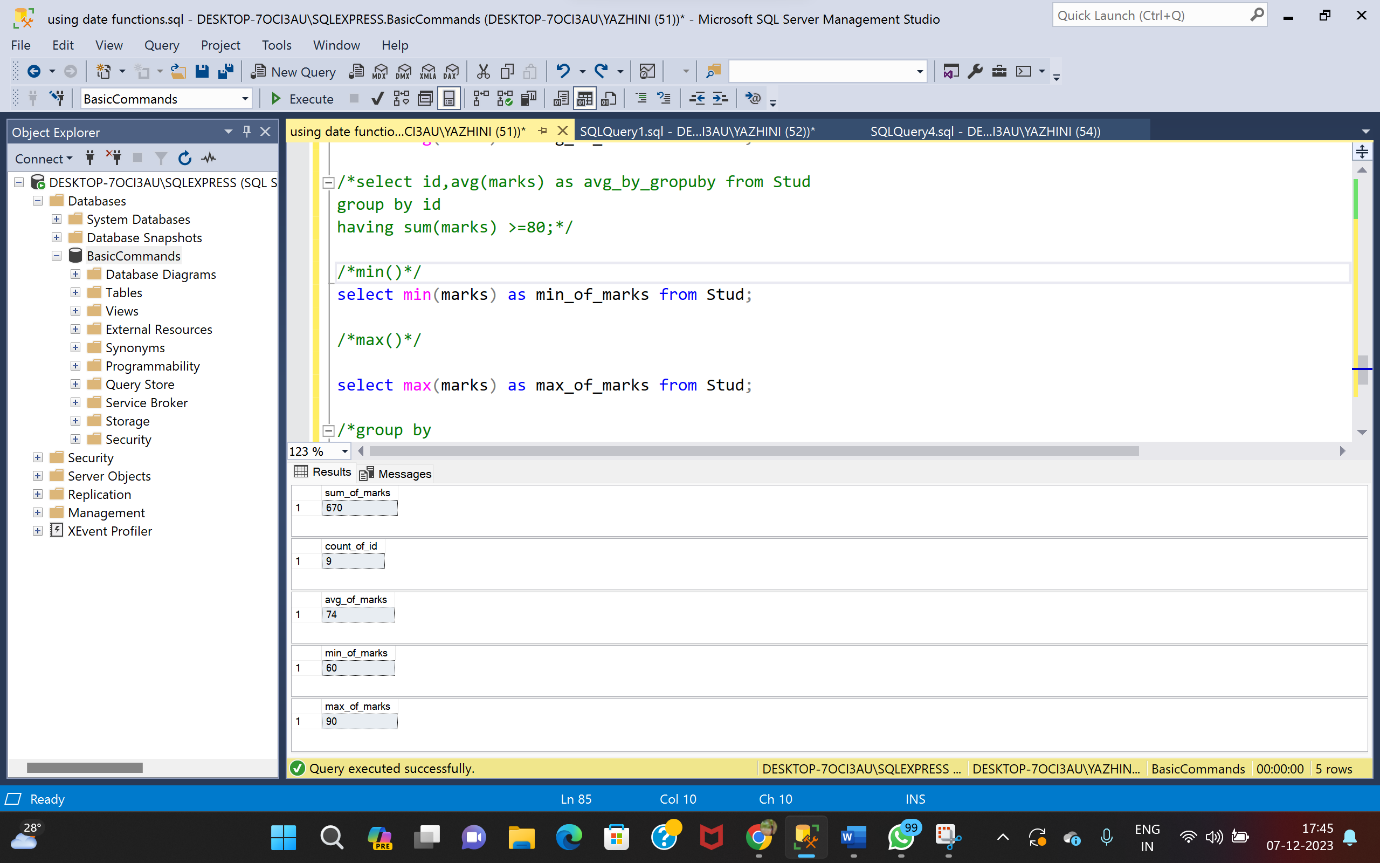 using date functions.sql - DESKTOP-7OCI3AU\SQLEXPRESS.BasicCommands (DESKTOP-7OCI3AU\YAZHINI (51))* - Microsoft SQL Server Management Studio
Quick Launch (Ctrl+Q)
File Edit View Query Project Tools Window Help
New Query MDX DMX XMLA DAX
BasicCommands Execute
Object Explorer
Connect
DESKTOP-7OCI3AU\SQLEXPRESS (SQL S
Databases
System Databases
Database Snapshots
BasicCommands
Database Diagrams
Tables
Views
External Resources
Synonyms
Programmability
Query Store
Service Broker
Storage
Security
Security
Server Objects
Replication
Management
XEvent Profiler
using date functio...CI3AU\YAZHINI (51))* SQLQuery1.sql - DE...I3AU\YAZHINI (52))* SQLQuery4.sql - DE...I3AU\YAZHINI (54))
/*select id,avg(marks) as avg_by_gropuby from Stud
group by id
having sum(marks) >=80;*/
/*min()*/
select min(marks) as min_of_marks from Stud;
/*max()*/
select max(marks) as max_of_marks from Stud;
/*group by
123 %
Results Messages
sum_of_marks
1 670
count_of_id
1 9
avg_of_marks
1 74
min_of_marks
1 60
max_of_marks
1 90
Query executed successfully. DESKTOP-7OCI3AU\SQLEXPRESS ... DESKTOP-7OCI3AU\YAZHIN... BasicCommands 00:00:00 5 rows
Ready Ln 85 Col 10 Ch 10 INS
28°
PRE
99
ENG
IN
17:45
07-12-2023